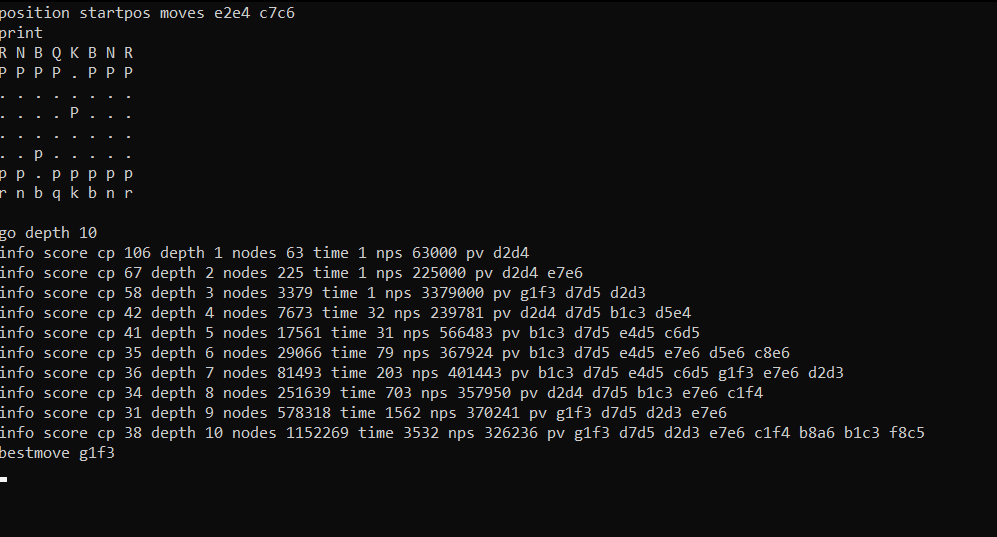 position startpos moves e2e4 c7c6
print
R N B Q K B N R
P P P P . P P P
. . . . . . . .
. . . . P . . .
. . . . . . . .
. . p . . . . .
p p . p p p p p
r n b q k b n r
go depth 10
info score cp 106 depth 1 nodes 63 time 1 nps 63000 pv d2d4
info score cp 67 depth 2 nodes 225 time 1 nps 225000 pv d2d4 e7e6
info score cp 58 depth 3 nodes 3379 time 1 nps 3379000 pv g1f3 d7d5 d2d3
info score cp 42 depth 4 nodes 7673 time 32 nps 239781 pv d2d4 d7d5 b1c3 d5e4
info score cp 41 depth 5 nodes 17561 time 31 nps 566483 pv b1c3 d7d5 e4d5 c6d5
info score cp 35 depth 6 nodes 29066 time 79 nps 367924 pv b1c3 d7d5 e4d5 e7e6 d5e6 c8e6
info score cp 36 depth 7 nodes 81493 time 203 nps 401443 pv b1c3 d7d5 e4d5 c6d5 g1f3 e7e6 d2d3
info score cp 34 depth 8 nodes 251639 time 703 nps 357950 pv d2d4 d7d5 b1c3 e7e6 c1f4
info score cp 31 depth 9 nodes 578318 time 1562 nps 370241 pv g1f3 d7d5 d2d3 e7e6
info score cp 38 depth 10 nodes 1152269 time 3532 nps 326236 pv g1f3 d7d5 d2d3 e7e6 c1f4 b8a6 b1c3 f8c5
bestmove g1f3